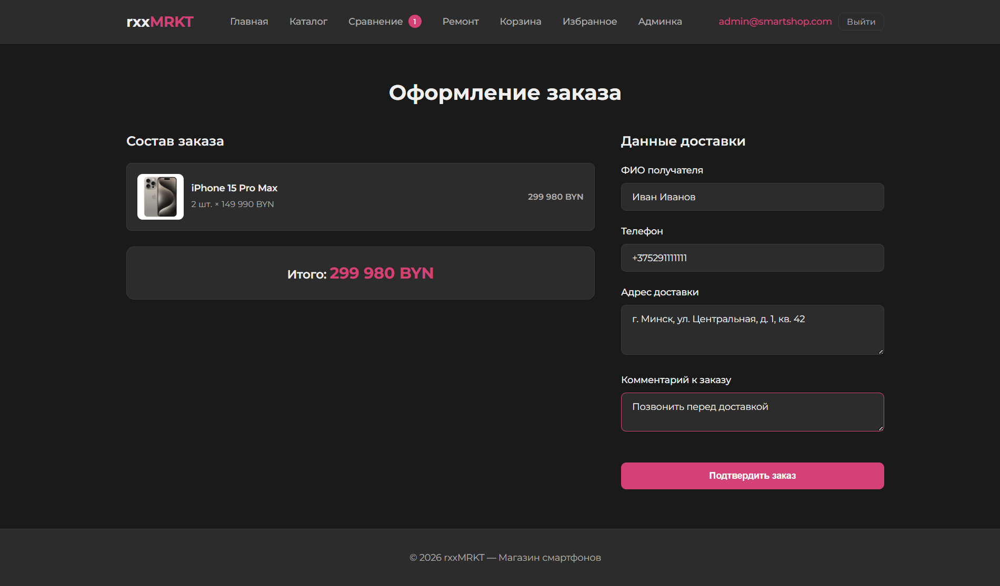 rxxMRKT
Главная
Каталог
Сравнение 1
Ремонт
Корзина
Избранное
Админка
admin@smartshop.com
Выйти
Оформление заказа
Состав заказа
iPhone 15 Pro Max
2 шт. × 149 990 BYN
299 980 BYN
Итого: 299 980 BYN
Данные доставки
ФИО получателя
Иван Иванов
Телефон
+375291111111
Адрес доставки
г. Минск, ул. Центральная, д. 1, кв. 42
Комментарий к заказу
Позвонить перед доставкой
Подтвердить заказ
© 2026 rxxMRKT — Магазин смартфонов